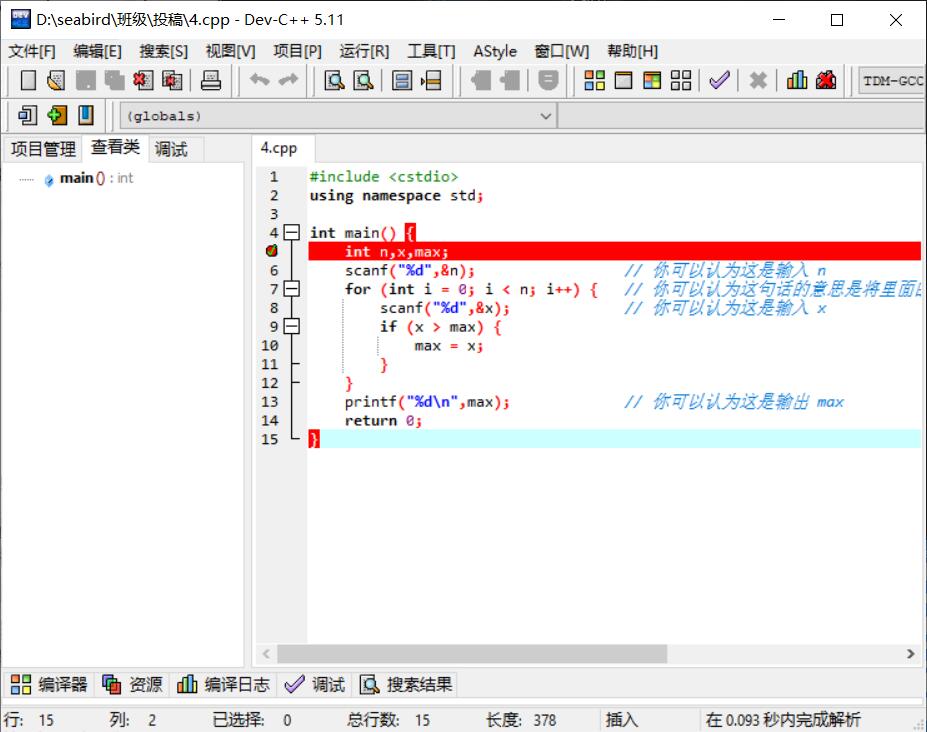 D:\seabird\班级\投稿\4.cpp - Dev-C++ 5.11
文件[F] 编辑[E] 搜索[S] 视图[V] 项目[P] 运行[R] 工具[T] AStyle 窗口[W] 帮助[H]
TDM-GCC
(globals)
项目管理 查看类 调试
main () : int
4.cpp
1 #include <cstdio>
2 using namespace std;
3
4 int main() {
int n,x,max;
6 scanf("%d",&n); // 你可以认为这是输入 n
7 for (int i = 0; i < n; i++) { // 你可以认为这句话的意思是将里面
8 scanf("%d",&x); // 你可以认为这是输入 x
9 if (x > max) {
10 max = x;
11 }
12 }
13 printf("%d\n",max); // 你可以认为这是输出 max
14 return 0;
15 }
编译器 资源 编译日志 调试 搜索结果
行: 15 列: 2 已选择: 0 总行数: 15 长度: 378 插入 在 0.093 秒内完成解析